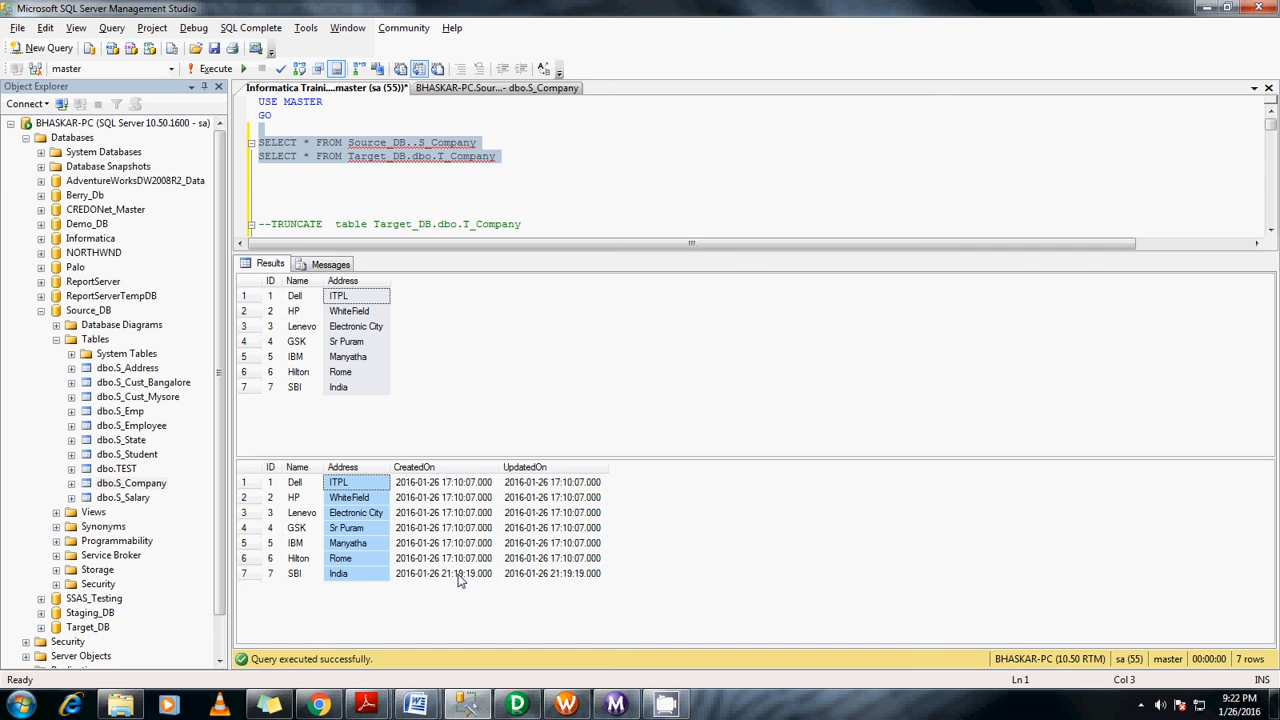 Microsoft SQL Server Management Studio
File Edit View Query Project Debug SQL Complete Tools Window Community Help
New Query
master Execute
Object Explorer
Informatica Traini....master (sa (55))* BHASKAR-PC.Sour...- dbo.S_Company
Connect
BHASKAR-PC (SQL Server 10.50.1600 - sa)
Databases
System Databases
Database Snapshots
AdventureWorksDW2008R2_Data
Berry_Db
CREDONet_Master
Demo_DB
Informatica
NORTHWND
Palo
ReportServer
ReportServerTempDB
Source_DB
Database Diagrams
Tables
System Tables
dbo.S_Address
dbo.S_Cust_Bangalore
dbo.S_Cust_Mysore
dbo.S_Emp
dbo.S_Employee
dbo.S_State
dbo.S_Student
dbo.TEST
dbo.S_Company
dbo.S_Salary
Views
Synonyms
Programmability
Service Broker
Storage
Security
SSAS_Testing
Staging_DB
Target_DB
Security
Server Objects
USE MASTER
GO
SELECT * FROM Source_DB..S_Company
SELECT * FROM Target_DB.dbo.T_Company
--TRUNCATE table Target_DB.dbo.T_Company
Results Messages
ID Name Address
1 1 Dell ITPL
2 2 HP WhiteField
3 3 Lenevo Electronic City
4 4 GSK Sr Puram
5 5 IBM Manyatha
6 6 Hilton Rome
7 7 SBI India
ID Name Address CreatedOn UpdatedOn
1 1 Dell ITPL 2016-01-26 17:10:07.000 2016-01-26 17:10:07.000
2 2 HP WhiteField 2016-01-26 17:10:07.000 2016-01-26 17:10:07.000
3 3 Lenevo Electronic City 2016-01-26 17:10:07.000 2016-01-26 17:10:07.000
4 4 GSK Sr Puram 2016-01-26 17:10:07.000 2016-01-26 17:10:07.000
5 5 IBM Manyatha 2016-01-26 17:10:07.000 2016-01-26 17:10:07.000
6 6 Hilton Rome 2016-01-26 17:10:07.000 2016-01-26 17:10:07.000
7 7 SBI India 2016-01-26 21:19:19.000 2016-01-26 21:19:19.000
Query executed successfully. BHASKAR-PC (10.50 RTM) sa (55) master 00:00:00 7 rows
Ready Ln 1 Col 3 INS
9:22 PM
1/26/2016